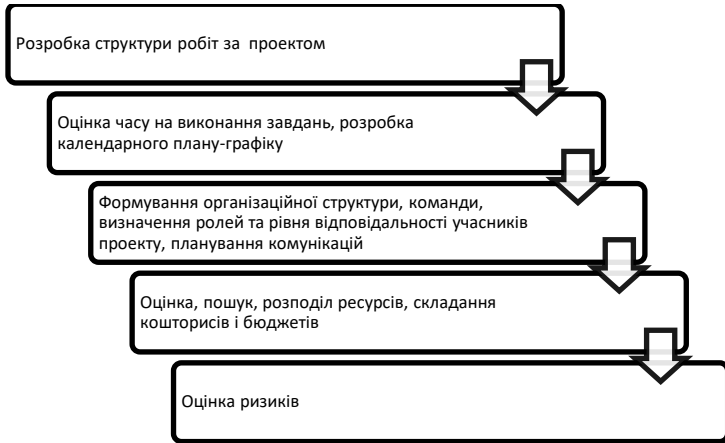 Розробка структури робіт за проектом
Оцінка часу на виконання завдань, розробка
календарного плану-графіку
Формування організаційної структури, команди,
визначення ролей та рівня відповідальності учасників
проекту, планування комунікацій
Оцінка, пошук, розподіл ресурсів, складання
кошторисів і бюджетів
Оцінка ризиків